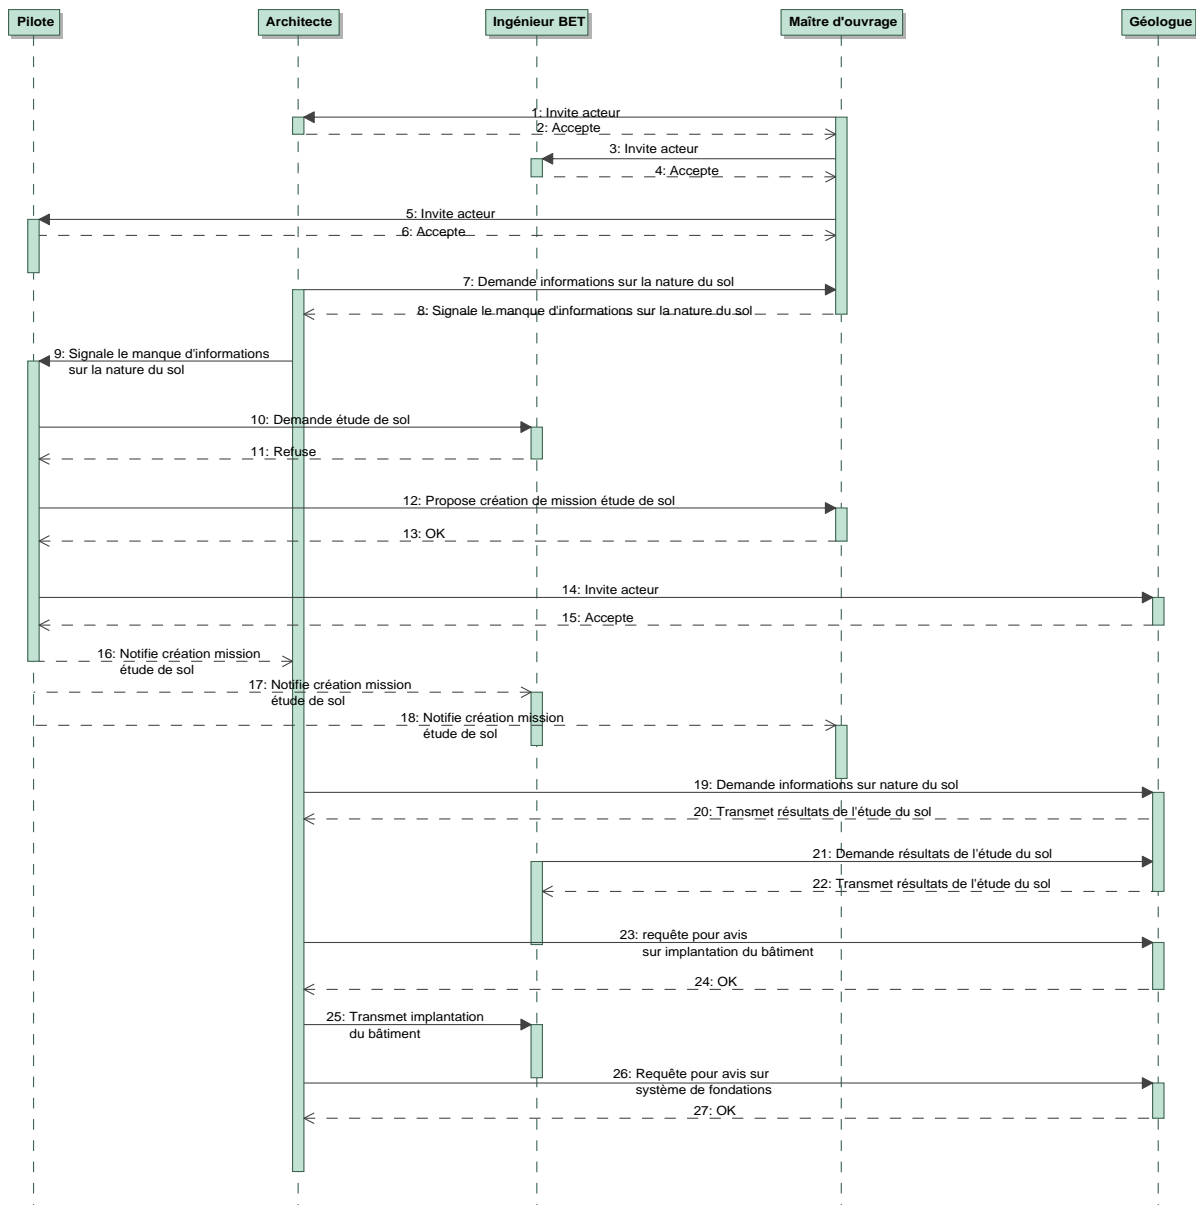 Pilote
Architecte
Ingénieur BET
Maître d'ouvrage
Géologue
1: Invite acteur
2: Accepte
3: Invite acteur
4: Accepte
5: Invite acteur
6: Accepte
7: Demande informations sur la nature du sol
8: Signale le manque d'informations sur la nature du sol
9: Signale le manque d'informations
sur la nature du sol
10: Demande étude de sol
11: Refuse
12: Propose création de mission étude de sol
13: OK
14: Invite acteur
15: Accepte
16: Notifie création mission
étude de sol
17: Notifie création mission
étude de sol
18: Notifie création mission
étude de sol
19: Demande informations sur nature du sol
20: Transmet résultats de l'étude du sol
21: Demande résultats de l'étude du sol
22: Transmet résultats de l'étude du sol
23: requête pour avis
sur implantation du bâtiment
24: OK
25: Transmet implantation
du bâtiment
26: Requête pour avis sur
système de fondations
27: OK